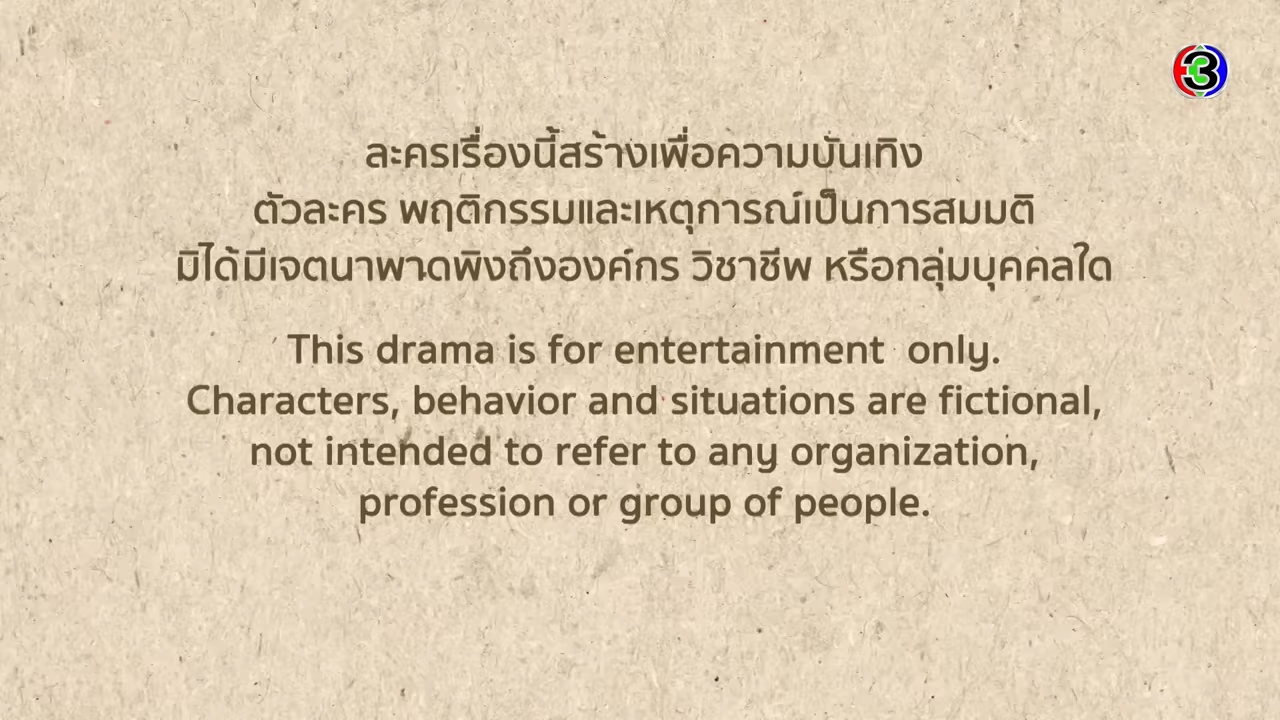 3
ละครเรื่องนี้สร้างเพื่อความบันเทิง
ตัวละคร พฤติกรรมและเหตุการณ์เป็นการสมมติ
มิได้มีเจตนาพาดพิงถึงองค์กร วิชาชีพ หรือกลุ่มบุคคลใด
This drama is for entertainment only.
Characters, behavior and situations are fictional,
not intended to refer to any organization,
profession or group of people.